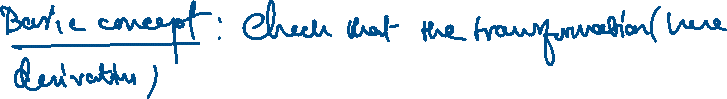 Basic concept : Check that the transformation (here
derivation)